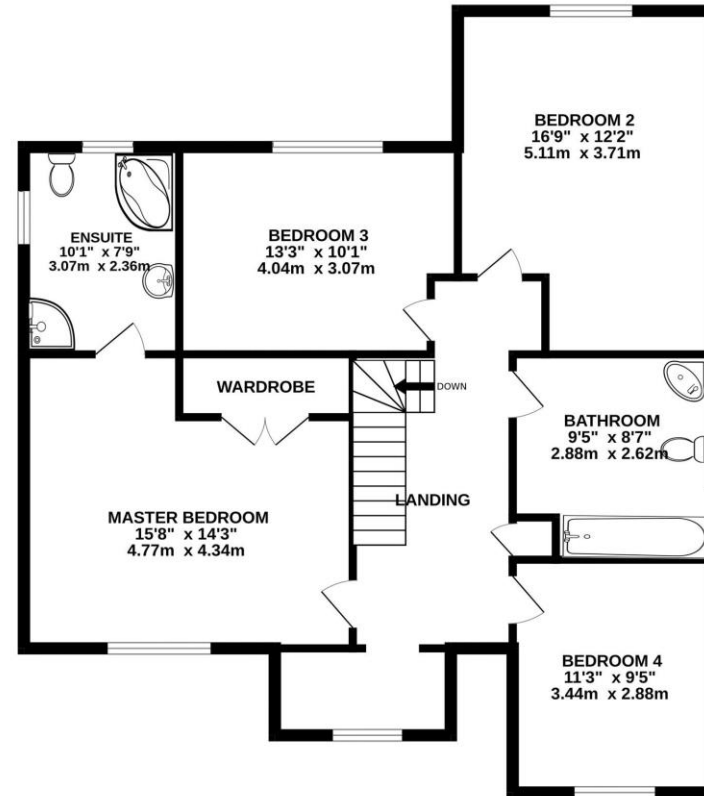 BEDROOM 2
16'9" x 12'2"
5.11m x 3.71m
ENSUITE
10'1" x 7'9"
3.07m x 2.36m
BEDROOM 3
13'3" x 10'1"
4.04m x 3.07m
WARDROBE
DOWN
BATHROOM
9'5" x 8'7"
2.88m x 2.62m
LANDING
MASTER BEDROOM
15'8" x 14'3"
4.77m x 4.34m
BEDROOM 4
11'3" x 9'5"
3.44m x 2.88m